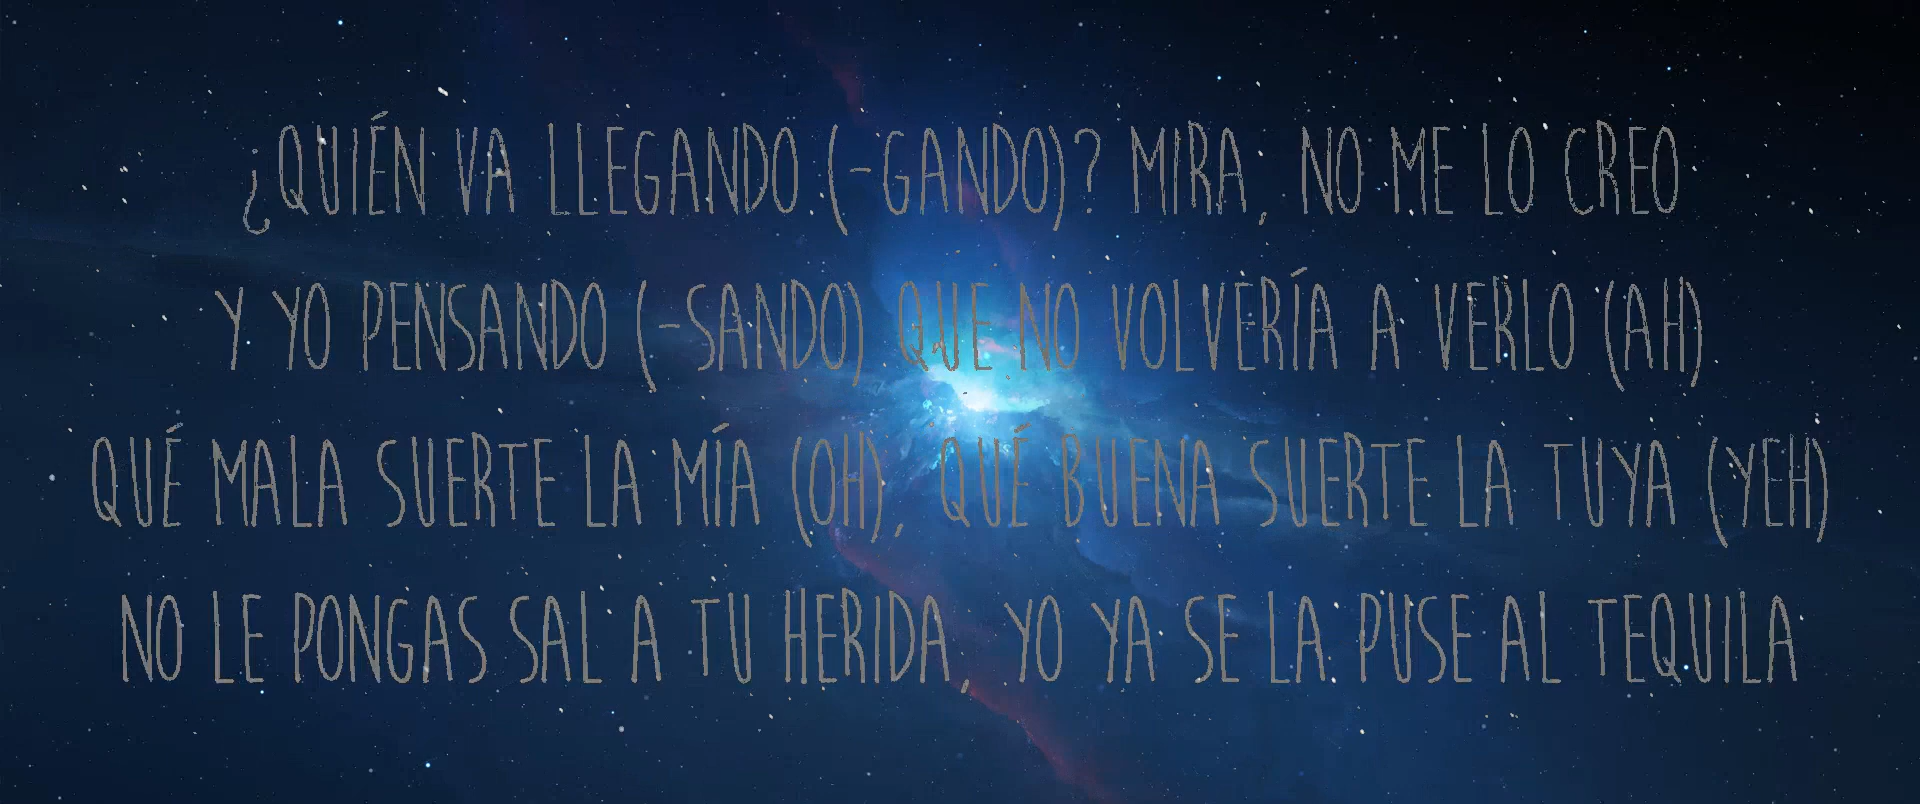 ¿QUIÉN VA LLEGANDO (-GANDO)? MIRA, NO ME LO CREO
Y YO PENSANDO (-SANDO) QUE NO VOLVERÍA A VERLO (AH)
QUÉ MALA SUERTE LA MÍA (OH), QUÉ BUENA SUERTE LA TUYA (YEH)
NO LE PONGAS SAL A TU HERIDA, YO YA SE LA PUSE AL TEQUILA